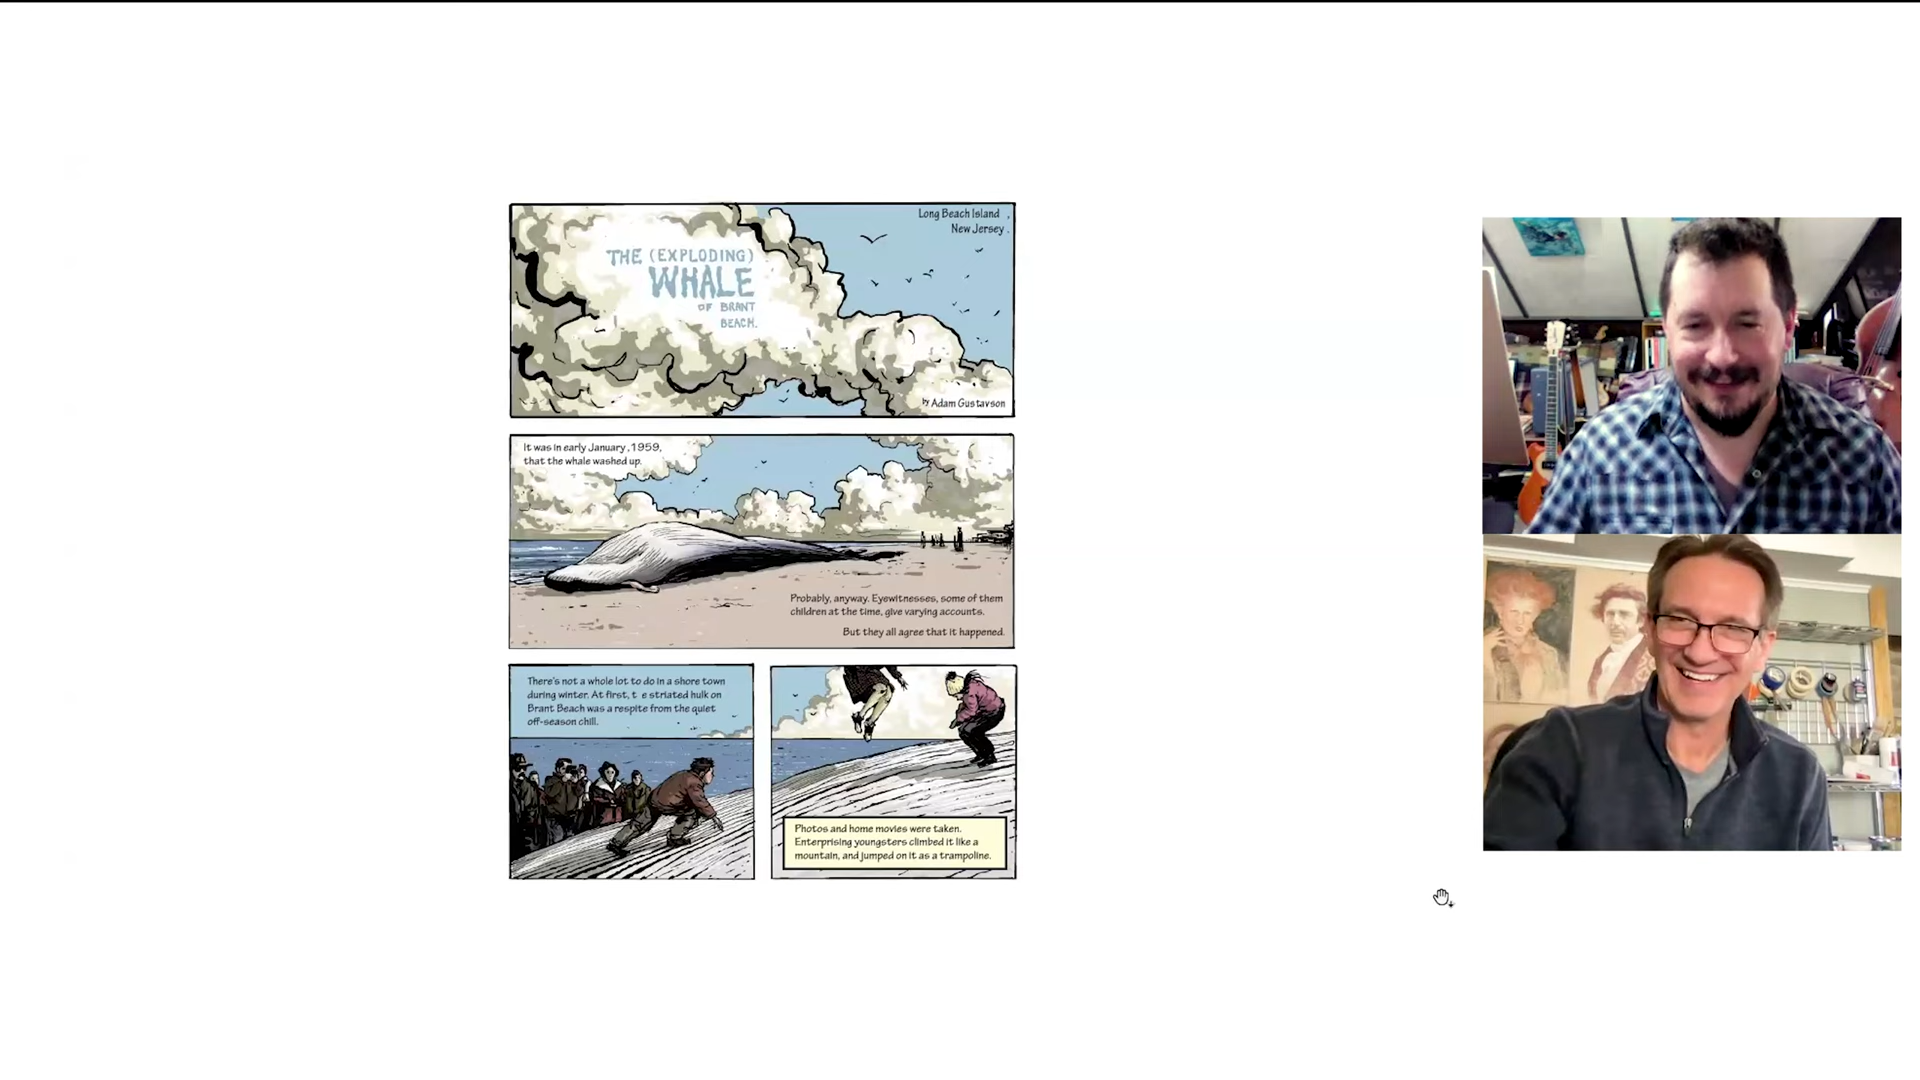 Long Beach Island ,
New Jersey .
THE (EXPLODING)
WHALE
OF BRANT
BEACH.
by Adam Gustavson
It was in early January , 1959,
that the whale washed up.
Probably, anyway. Eyewitnesses, some of them
children at the time, give varying accounts.
But they all agree that it happened.
There's not a whole lot to do in a shore town
during winter. At first, t e striated hulk on
Brant Beach was a respite from the quiet
off-season chill.
Photos and home movies were taken.
Enterprising youngsters climbed it like a
mountain, and jumped on it as a trampoline.